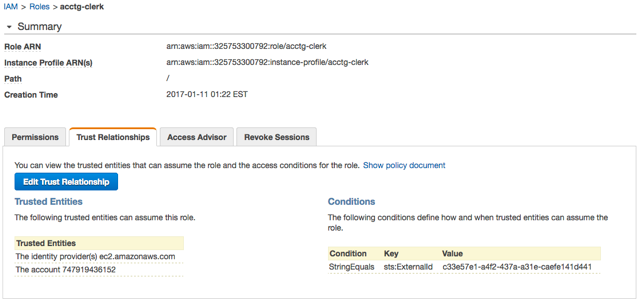 IAM > Roles > acctg-clerk
Summary
Role ARN arn:aws:iam::325753300792:role/acctg-clerk
Instance Profile ARN(s) arn:aws:iam::325753300792:instance-profile/acctg-clerk
Path /
Creation Time 2017-01-11 01:22 EST
Permissions Trust Relationships Access Advisor Revoke Sessions
You can view the trusted entities that can assume the role and the access conditions for the role. Show policy document
Edit Trust Relationship
Trusted Entities Conditions
The following trusted entities can assume this role. The following conditions define how and when trusted entities can assume the
role.
Trusted Entities
Condition Key Value
The identity provider(s) ec2.amazonaws.com
StringEquals sts:ExternalId c33e57e1-a4f2-437a-a31e-caefe141d441
The account 747919436152